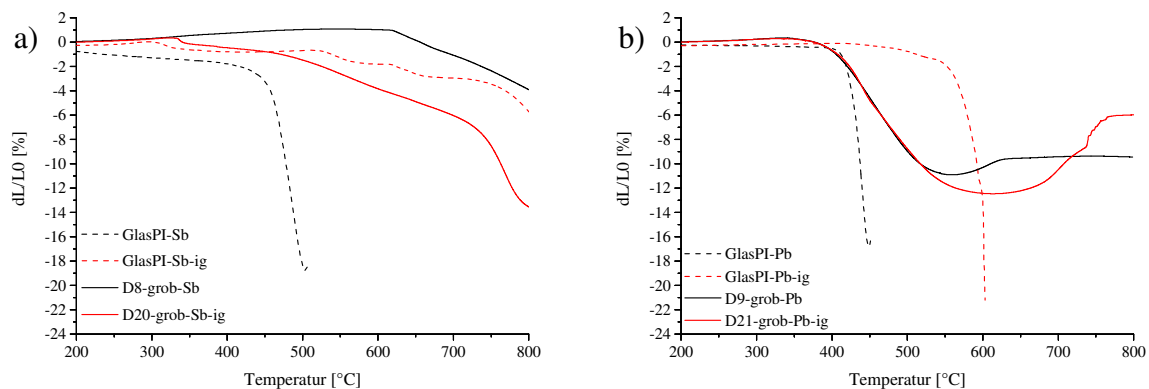 a)
dL/L0 [%]
2
0
-2
-4
-6
-8
-10
-12
-14
-16
-18
-20
-22
-24
GlasPI-Sb
GlasPI-Sb-ig
D8-grob-Sb
D20-grob-Sb-ig
200 300 400 500 600 700 800
Temperatur [°C]
b)
dL/L0 [%]
2
0
-2
-4
-6
-8
-10
-12
-14
-16
-18
-20
-22
-24
GlasPI-Pb
GlasPI-Pb-ig
D9-grob-Pb
D21-grob-Pb-ig
200 300 400 500 600 700 800
Temperatur [°C]